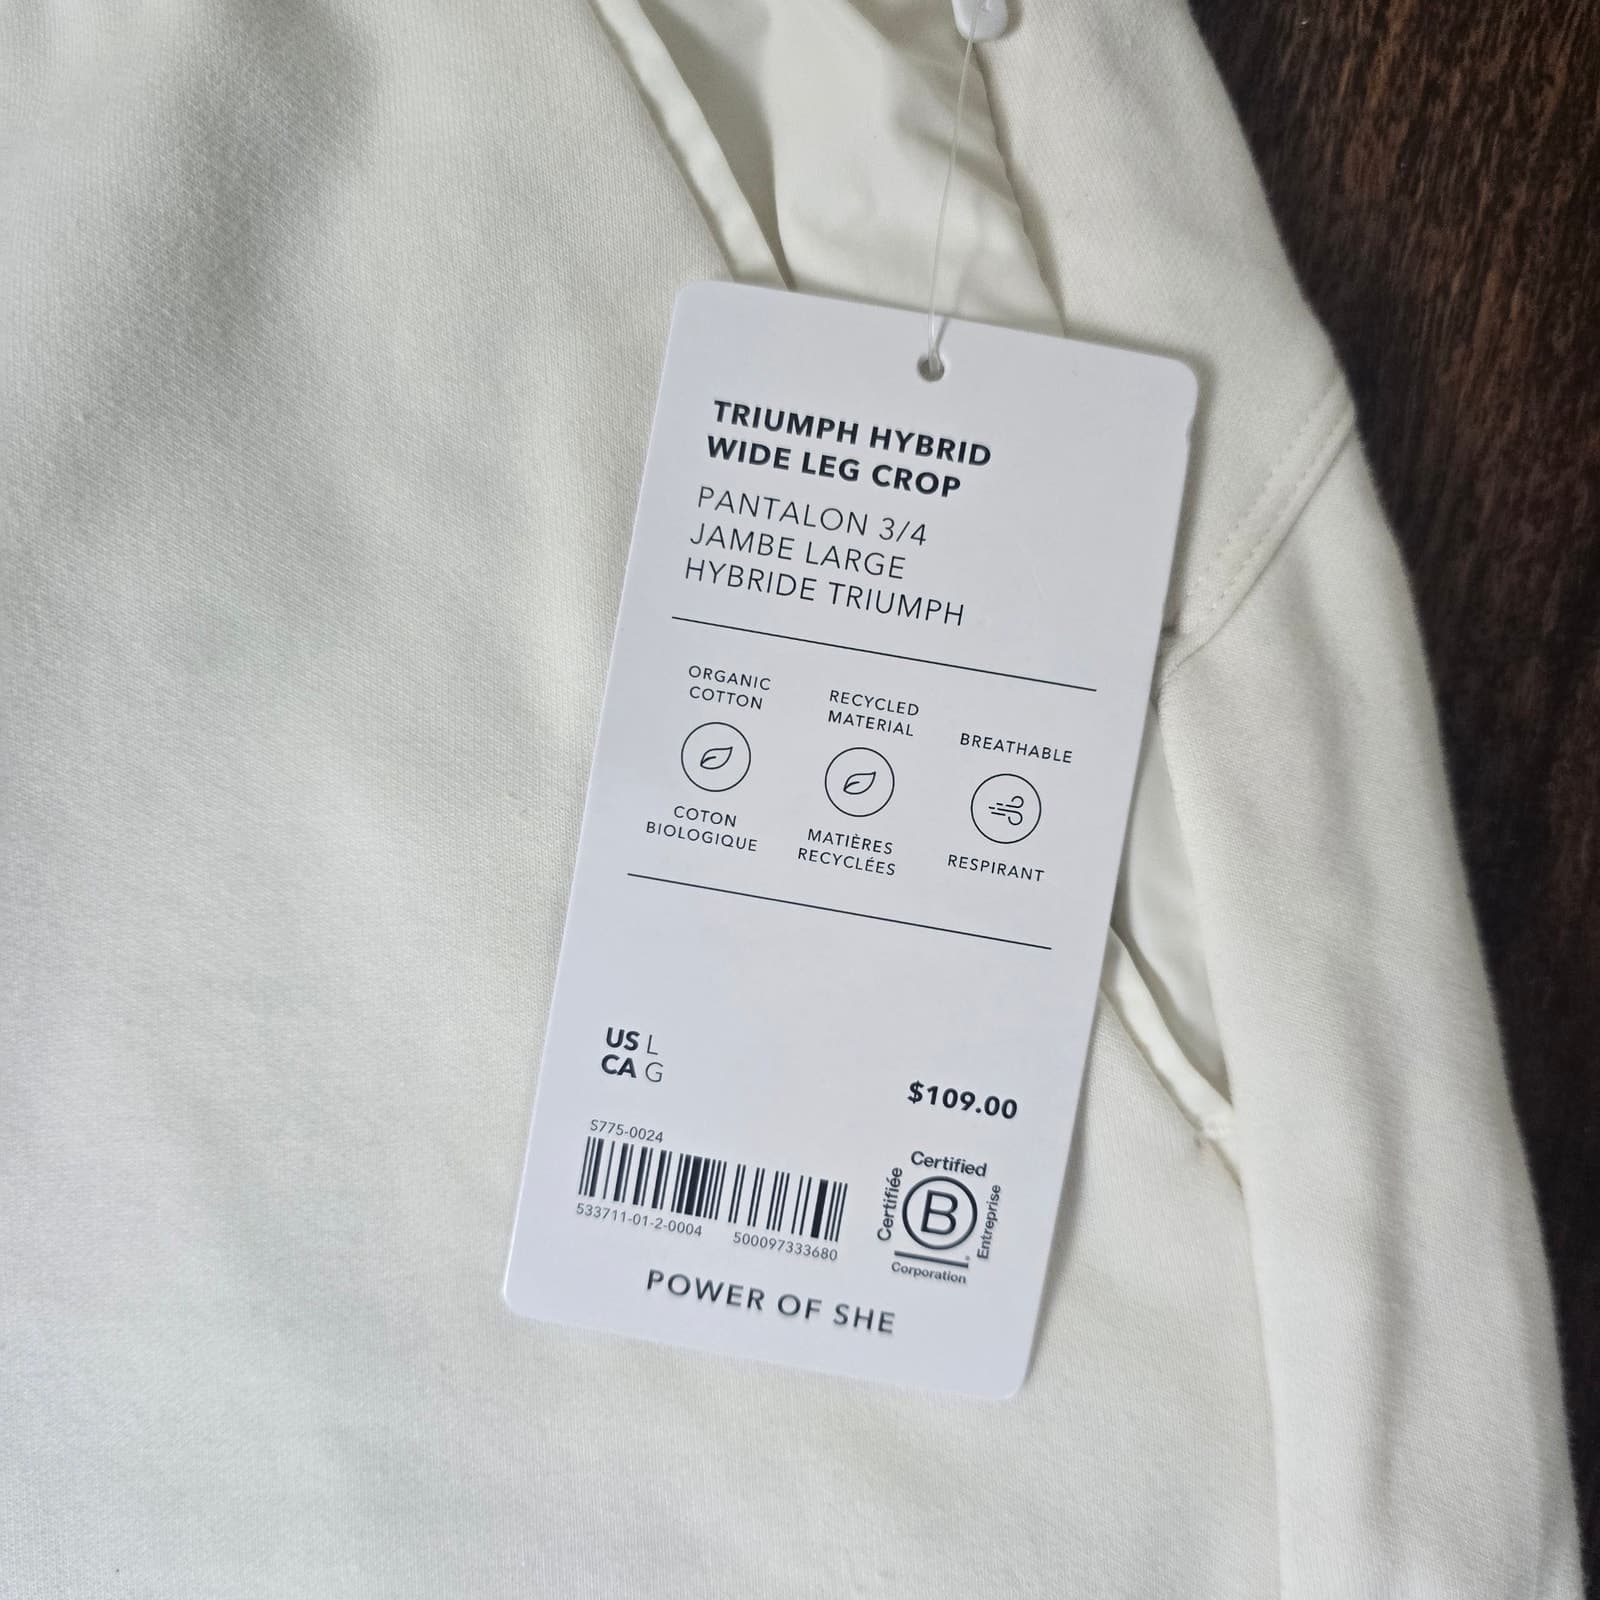 TRIUMPH HYBRID
WIDE LEG CROP
PANTALON 3/4
JAMBE LARGE
HYBRIDE TRIUMPH
ORGANIC
COTTON
COTON
BIOLOGIQUE
RECYCLED
MATERIAL
MATIÈRES
RECYCLÉES
BREATHABLE
RESPIRANT
US L
CA G
$109.00
S775-0024
533711-01-2-0004
500097333680
Certified
Certifiée
B
Entreprise
Corporation
POWER OF SHE